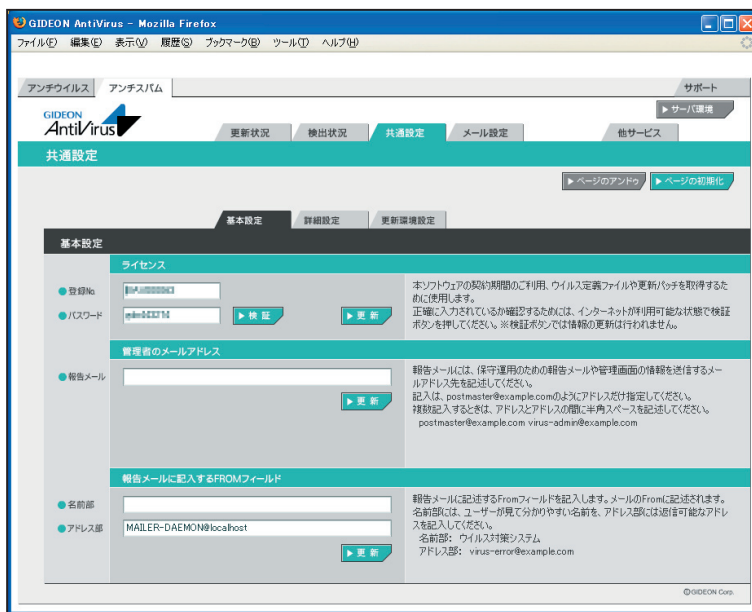 GIDEON AntiVirus - Mozilla Firefox
ファイル(F) 編集(E) 表示(V) 履歴(S) ブックマーク(B) ツール(T) ヘルプ(H)
アンチウイルス アンチスパム サポート
GIDEON AntiVirus
サーバ環境
更新状況 検出状況 共通設定 メール設定 他サービス
共通設定
ページのアンドゥ ページの初期化
基本設定 詳細設定 更新環境設定
基本設定
ライセンス
登録No.
パスワード 検証 更新
本ソフトウェアの契約期間のご利用、ウイルス定義ファイルや更新パッチを取得するた
めに使用します。
正確に入力されているか確認するためには、インターネットが利用可能な状態で検証
ボタンを押してください。※検証ボタンでは情報の更新は行われません。
管理者のメールアドレス
報告メール
更新
報告メールには、保守運用のための報告メールや管理画面の情報を送信するメー
ルアドレス先を記述してください。
記入は、postmaster@example.comのようにアドレスだけ指定してください。
複数記入するときは、アドレスとアドレスの間に半角スペースを記述してください。
postmaster@example.com virus-admin@example.com
報告メールに記入するFROMフィールド
名前部
アドレス部 MAILER-DAEMON@localhost
更新
報告メールに記述するFromフィールドを記入します。メールのFromに記述されます。
名前部には、ユーザーが見て分かりやすい名前を、アドレス部には返信可能なアドレ
スを記入してください。
名前部: ウイルス対策システム
アドレス部: virus-error@example.com
©GIDEON Corp.